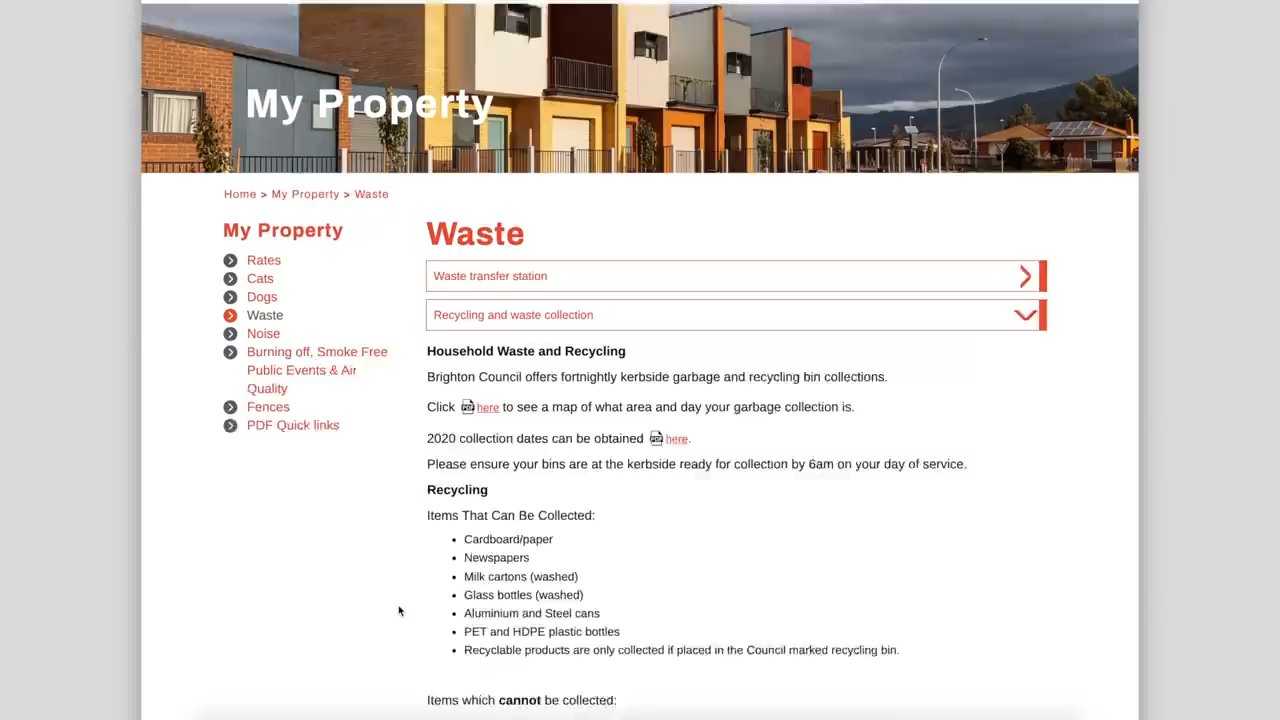 My Property
Home > My Property > Waste
My Property
Rates
Cats
Dogs
Waste
Noise
Burning off, Smoke Free
Public Events & Air
Quality
Fences
PDF Quick links
Waste
Waste transfer station
Recycling and waste collection
Household Waste and Recycling
Brighton Council offers fortnightly kerbside garbage and recycling bin collections.
Click here to see a map of what area and day your garbage collection is.
2020 collection dates can be obtained here.
Please ensure your bins are at the kerbside ready for collection by 6am on your day of service.
Recycling
Items That Can Be Collected:
• Cardboard/paper
• Newspapers
• Milk cartons (washed)
• Glass bottles (washed)
• Aluminium and Steel cans
• PET and HDPE plastic bottles
• Recyclable products are only collected if placed in the Council marked recycling bin.
Items which cannot be collected: